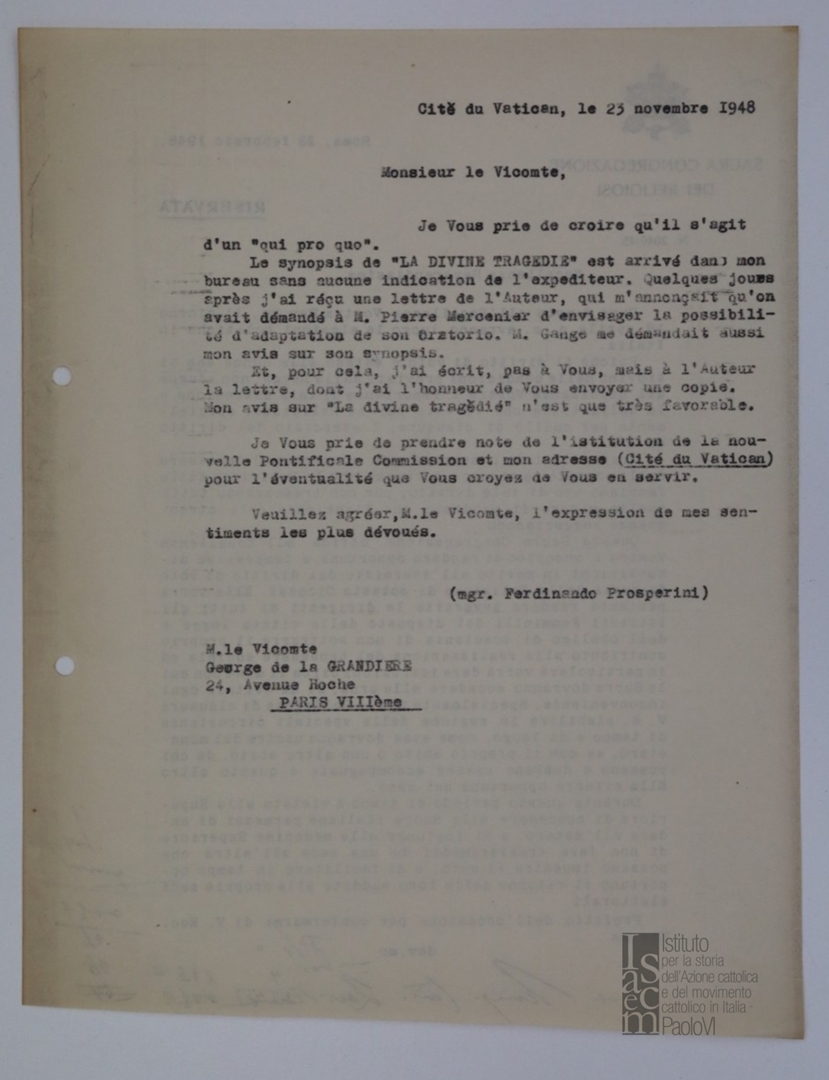 Cité du Vatican, le 23 novembre 1948
Monsieur le Vicomte,
Je Vous prie de croire qu'il s'agit
d'un "qui pro quo".
Le synopsis de "LA DIVINE TRAGEDIE" est arrivé dans mon
bureau sans aucune indication de l'expediteur. Quelques jours
après j'ai réçu une lettre de l'Auteur, qui m'annonçait qu'on
avait démandé à M. Pierre Mercenier d'envisager la possibili-
té d'adaptation de son Oratorio. M. Gange me démandait aussi
mon avis sur son synopsis.
Et, pour cela, j'ai écrit, pas à Vous, mais à l'Auteur
la lettre, dont j'ai l'honneur de Vous envoyer une copie.
Mon avis sur "La divine tragèdié" n'est que très favorable.
Je Vous prie de prendre note de l'istitution de la nou-
velle Pontificale Commission et mon adresse (Cité du Vatican)
pour l'éventualité que Vous croyez de Vous en servir.
Veuillez agréer,M.le Vicomte, l'expression de mes sen-
timents les plus dévoués.
(mgr. Ferdinando Prosperini)
M.le Vicomte
George de la GRANDIERE
24, Avenue Hoche
PARIS VIIIème
Isacem
Istituto
per la storia
dell'Azione cattolica
e del movimento
cattolico in Italia
PaoloVI